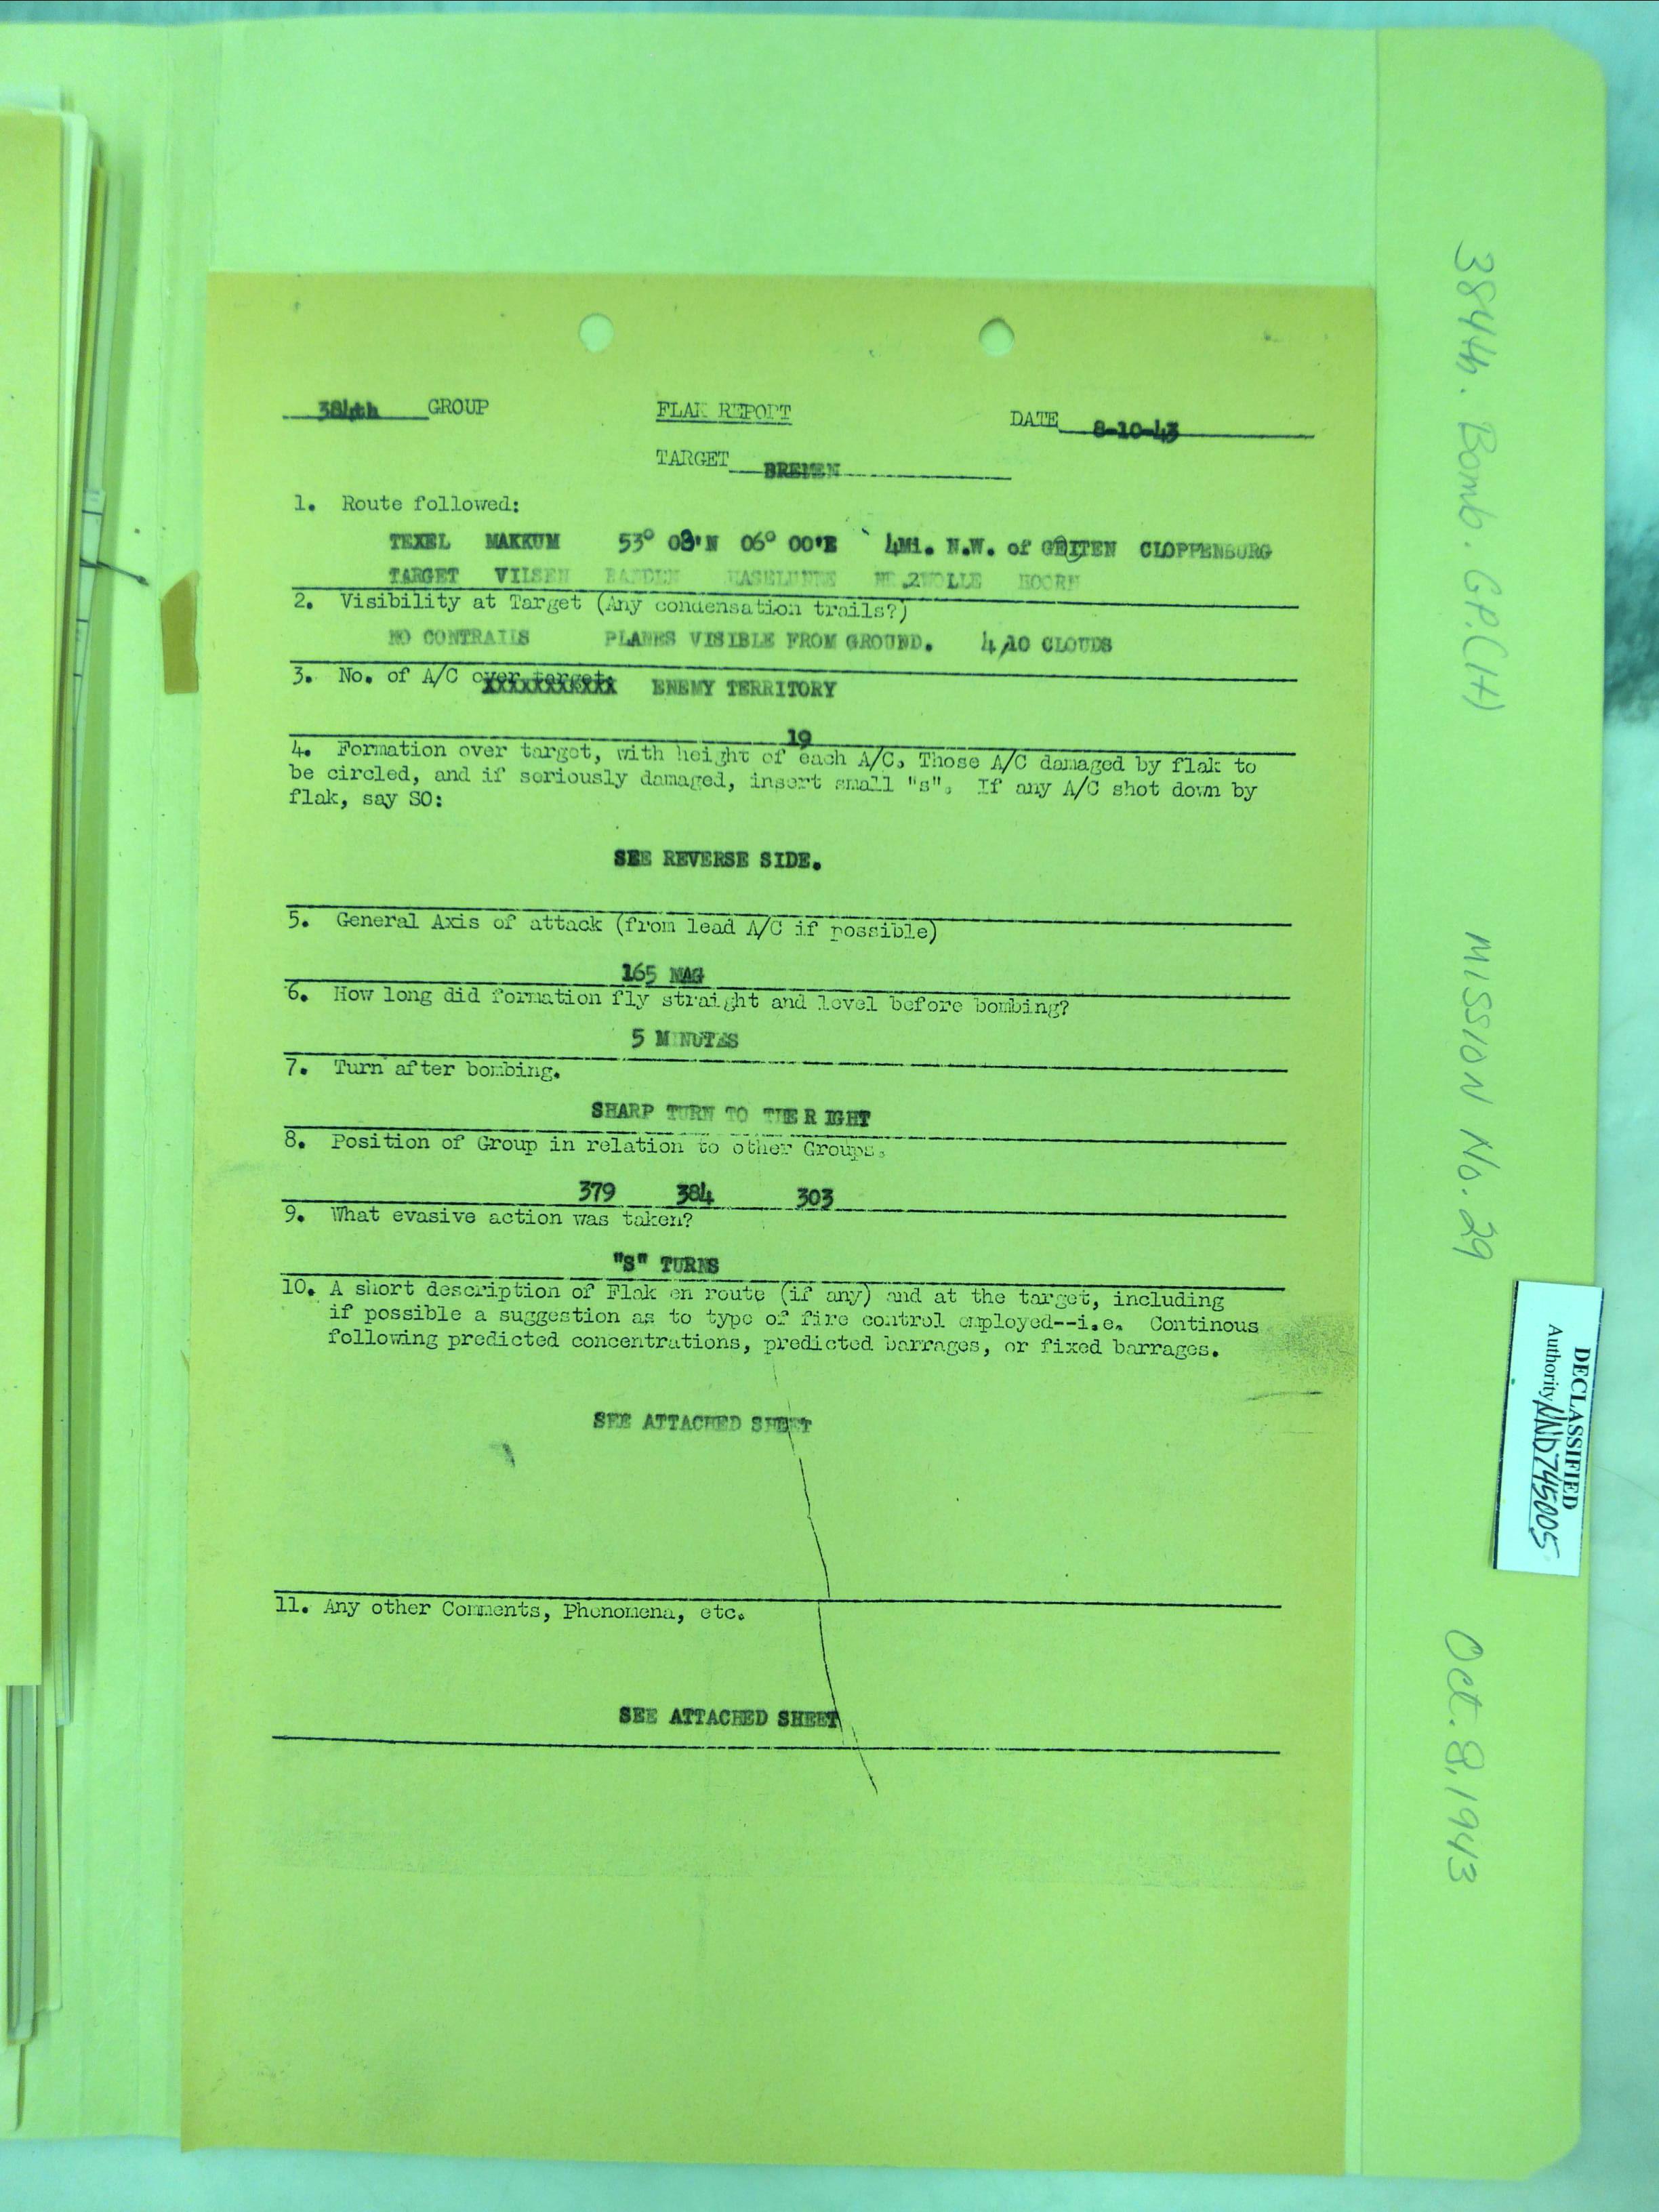 384th GROUP FLAK REPORT DATE 8-10-43
TARGET BREMEN
1. Route followed:
TEXEL MAKKUM 53° 08'N 06° 00'E 4Mi. N.W. of GEITEN CLOPPENBURG
TARGET VILSEN HASELUNNE ZWOLLE HOORN
2. Visibility at Target (Any condensation trails?)
NO CONTRAILS PLANES VISIBLE FROM GROUND. 4/10 CLOUDS
3. No. of A/C over target. ENEMY TERRITORY
19
4. Formation over target, with height of each A/C. Those A/C damaged by flak to
be circled, and if seriously damaged, insert small "s". If any A/C shot down by
flak, say SO:
SEE REVERSE SIDE.
5. General Axis of attack (from lead A/C if possible)
165 MAG
6. How long did formation fly straight and level before bombing?
5 MINUTES
7. Turn after bombing.
SHARP TURN TO THE R IGHT
8. Position of Group in relation to other Groups.
379 384 303
9. What evasive action was taken?
"S" TURNS
10. A short description of Flak en route (if any) and at the target, including
if possible a suggestion as to type of fire control employed--i.e. Continous
following predicted concentrations, predicted barrages, or fixed barrages.
SEE ATTACHED SHEET
11. Any other Comments, Phenomena, etc.
SEE ATTACHED SHEET
384th. Bomb. GP.(H) MISSION No. 29 Oct. 8, 1943
DECLASSIFIED
Authority NND745005